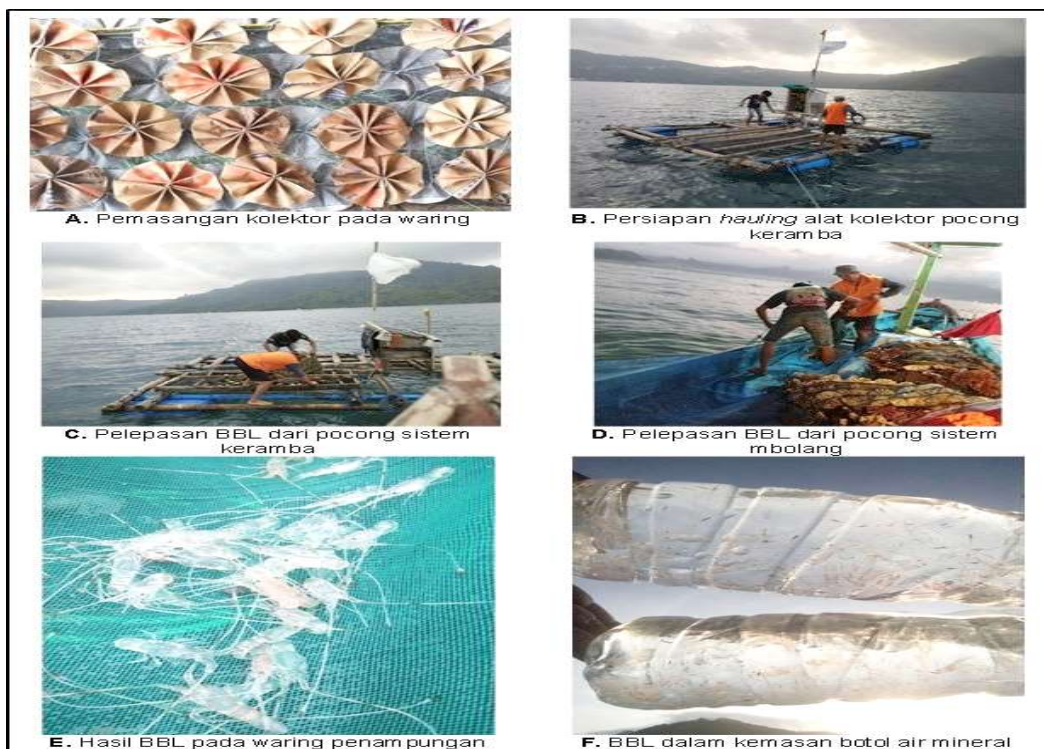 A. Pemasangan kolektor pada waring
B. Persiapan hauling alat kolektor pocong
keramba
C. Pelepasan BBL dari pocong sistem
keramba
D. Pelepasan BBL dari pocong sistem
mbolang
E. Hasil BBL pada waring penampungan
F. BBL dalam kemasan botol air mineral